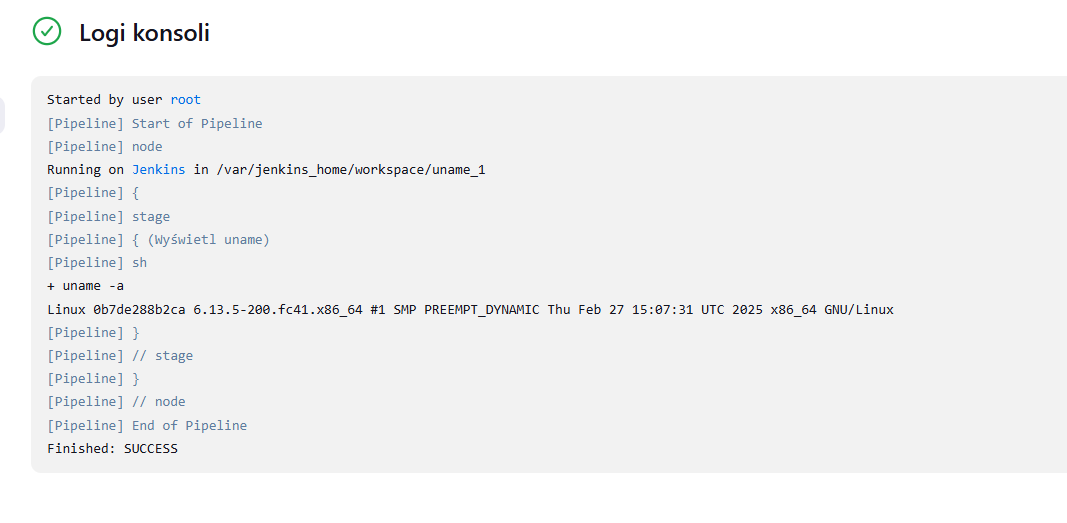 Logi konsoli
Started by user root
[Pipeline] Start of Pipeline
[Pipeline] node
Running on Jenkins in /var/jenkins_home/workspace/uname_1
[Pipeline] {
[Pipeline] stage
[Pipeline] { (Wyświetl uname)
[Pipeline] sh
+ uname -a
Linux 0b7de288b2ca 6.13.5-200.fc41.x86_64 #1 SMP PREEMPT_DYNAMIC Thu Feb 27 15:07:31 UTC 2025 x86_64 GNU/Linux
[Pipeline] }
[Pipeline] // stage
[Pipeline] }
[Pipeline] // node
[Pipeline] End of Pipeline
Finished: SUCCESS